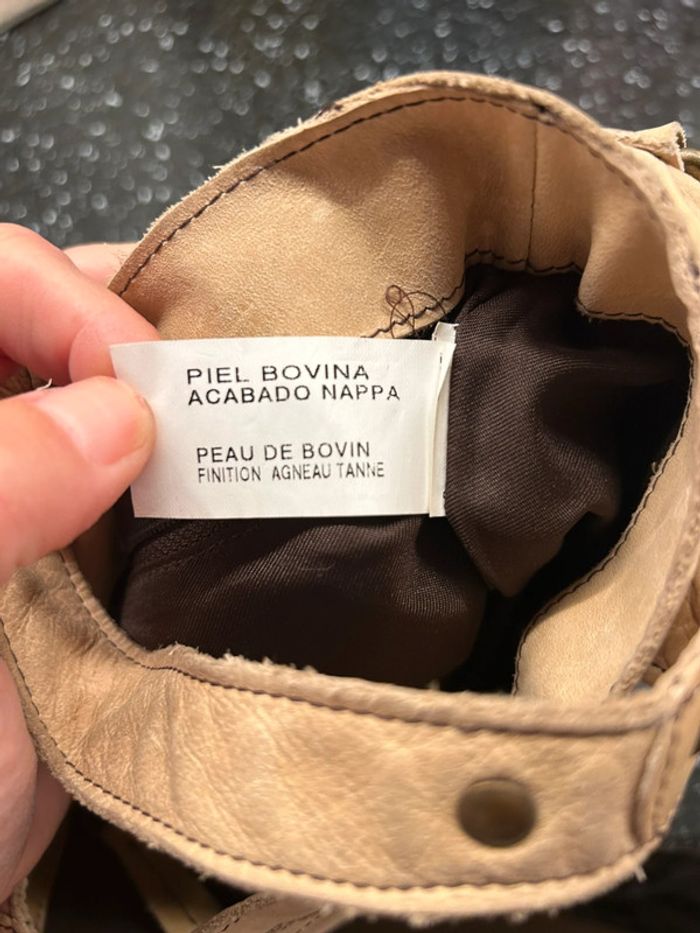 PIEL BOVINA
ACABADO NAPPA
PEAU DE BOVIN
FINITION AGNEAU TANNE